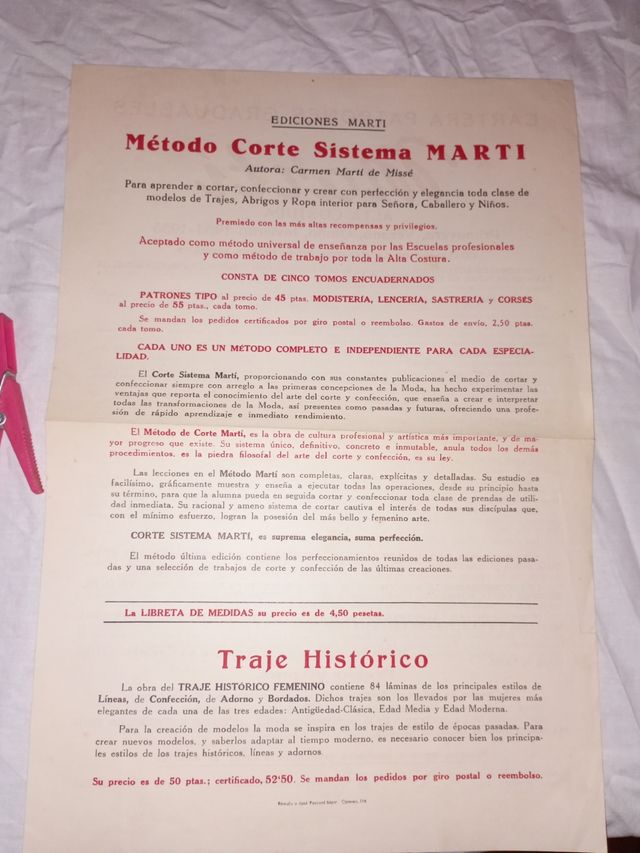 EDICIONES MARTI
Método Corte Sistema MARTI
Autora: Carmen Martí de Missé
Para aprender a cortar, confeccionar y crear con perfección y elegancia toda clase de
modelos de Trajes, Abrigos y Ropa interior para Señora, Caballero y Niños.
Premiado con las más altas recompensas y privilegios.
Aceptado como método universal de enseñanza por las Escuelas profesionales
y como método de trabajo por toda la Alta Costura.
CONSTA DE CINCO TOMOS ENCUADERNADOS
PATRONES TIPO al precio de 45 ptas. MODISTERÍA, LENCERÍA, SASTRERÍA y CORSÉS
al precio de 55 ptas., cada tomo.
Se mandan los pedidos certificados por giro postal o reembolso. Gastos de envío, 2,50 ptas.
cada tomo.
CADA UNO ES UN MÉTODO COMPLETO E INDEPENDIENTE PARA CADA ESPECIA-
LIDAD.
El Corte Sistema Martí, proporcionando con sus constantes publicaciones el medio de cortar y
confeccionar siempre con arreglo a las primeras concepciones de la Moda, ha hecho experimentar las
ventajas que reporta el conocimiento del arte del corte y confección, que enseña a crear e interpretar
todas las transformaciones de la Moda, así presentes como pasadas y futuras, ofreciendo una profe-
sión de rápido aprendizaje e inmediato rendimiento.
El Método de Corte Martí, es la obra de cultura profesional y artística más importante, y de ma-
yor progreso que existe. Su sistema único, definitivo, concreto e inmutable, anula todos los demás
procedimientos, es la piedra filosofal del arte del corte y confección, es su ley.
Las lecciones en el Método Martí son completas, claras, explícitas y detalladas. Su estudio es
facilísimo, gráficamente muestra y enseña a ejecutar todas las operaciones, desde su principio hasta
su término, para que la alumna pueda en seguida cortar y confeccionar toda clase de prendas de utili-
dad inmediata. Su racional y ameno sistema de cortar cautiva el interés de todas sus discípulas que,
con el mínimo esfuerzo, logran la posesión del más bello y femenino arte.
CORTE SISTEMA MARTÍ, es suprema elegancia, suma perfección.
El método última edición contiene los perfeccionamientos reunidos de todas las ediciones pasa-
das y una selección de trabajos de corte y confección de las últimas creaciones.
La LIBRETA DE MEDIDAS su precio es de 4,50 pesetas.
Traje Histórico
La obra del TRAJE HISTÓRICO FEMENINO contiene 84 láminas de los principales estilos de
Líneas, de Confección, de Adorno y Bordados. Dichos trajes son los llevados por las mujeres más
elegantes de cada una de las tres edades: Antigüedad-Clásica, Edad Media y Edad Moderna.
Para la creación de modelos la moda se inspira en los trajes de estilo de épocas pasadas. Para
crear nuevos modelos, y saberlos adaptar al tiempo moderno, es necesario conocer bien los principa-
les estilos de los trajes históricos, líneas y adornos.
Su precio es de 50 ptas.; certificado, 52'50. Se mandan los pedidos por giro postal o reembolso.